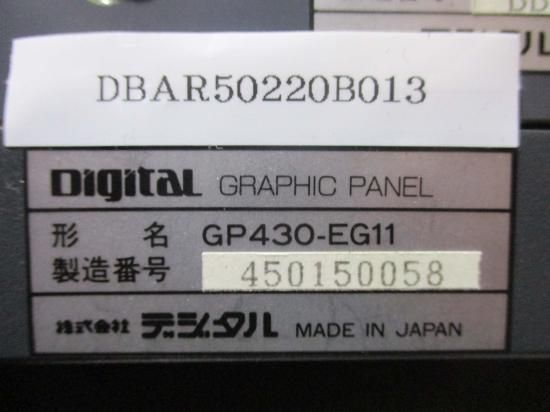 DBAR50220B013
Digital GRAPHIC PANEL
形 名 GP430-EG11
製造番号 450150058
株式会社 デジタル MADE IN JAPAN